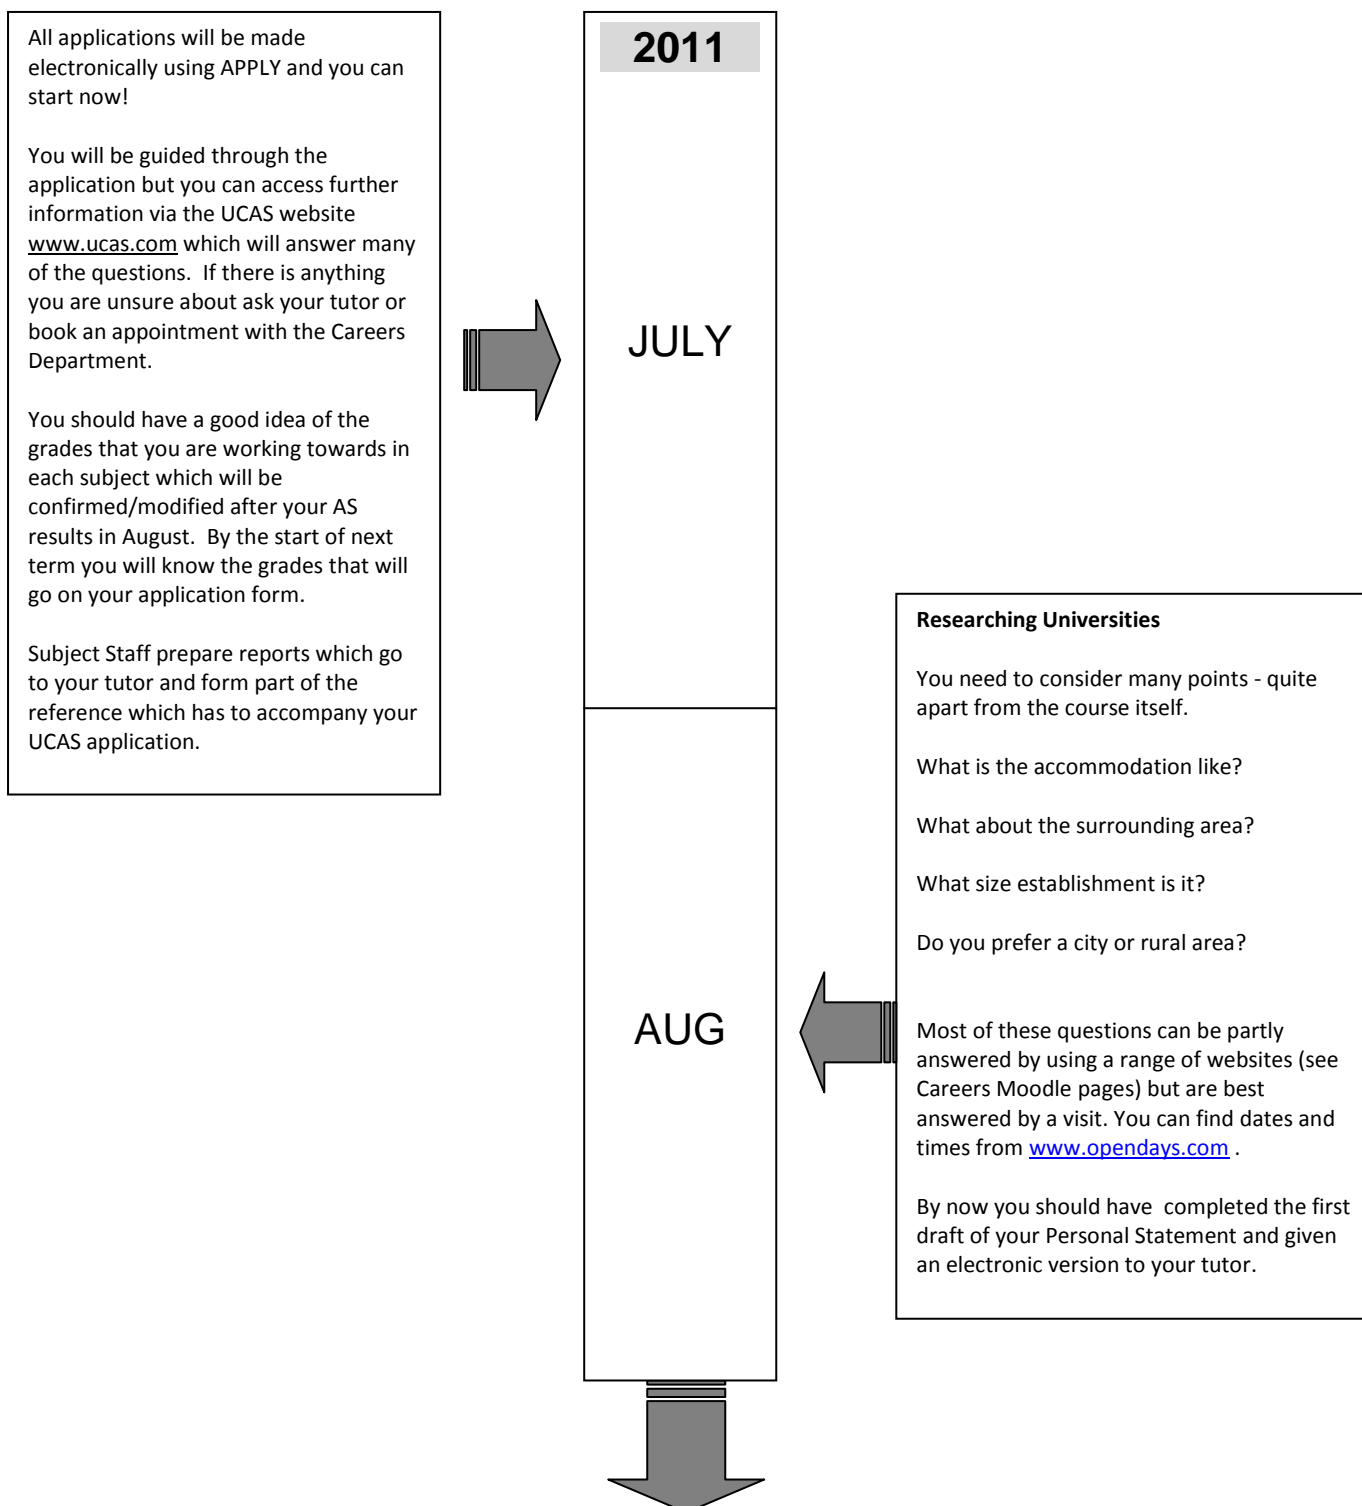 All applications will be made
electronically using APPLY and you can
start now!
You will be guided through the
application but you can access further
information via the UCAS website
www.ucas.com which will answer many
of the questions.  If there is anything
you are unsure about ask your tutor or
book an appointment with the Careers
Department.
You should have a good idea of the
grades that you are working towards in
each subject which will be
confirmed/modified after your AS
results in August.  By the start of next
term you will know the grades that will
go on your application form.
Subject Staff prepare reports which go
to your tutor and form part of the
reference which has to accompany your
UCAS application.
2011
JULY
AUG
Researching Universities
You need to consider many points - quite
apart from the course itself.
What is the accommodation like?
What about the surrounding area?
What size establishment is it?
Do you prefer a city or rural area?
Most of these questions can be partly
answered by using a range of websites (see
Careers Moodle pages) but are best
answered by a visit. You can find dates and
times from www.opendays.com .
By now you should have  completed the first
draft of your Personal Statement and given
an electronic version to your tutor.